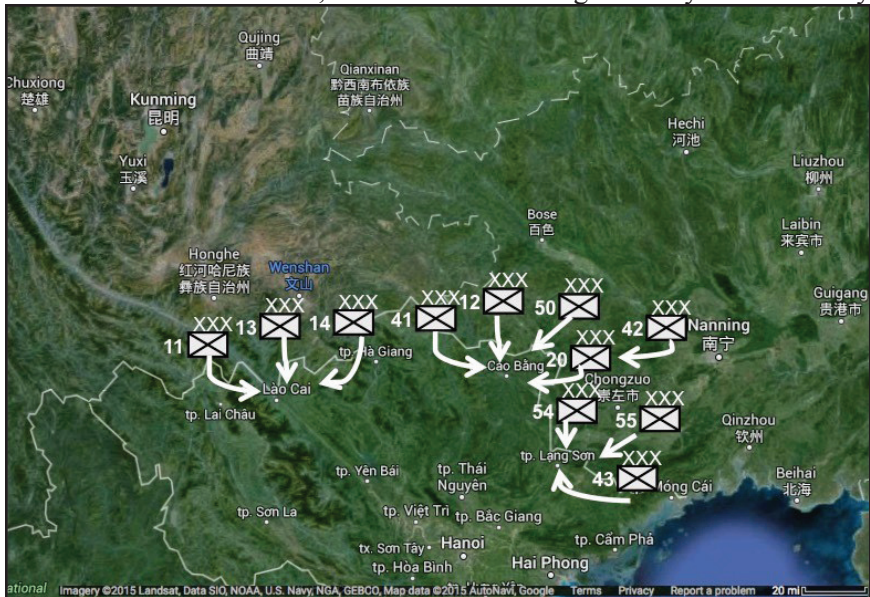 Qujing
曲靖
Chuxiong
楚雄
Qianxinan
黔西南布依族
苗族自治州
Kunming
昆明
Hechi
河池
Yuxi
玉溪
Liuzhou
柳州
Bose
百色
Laibin
来宾市
Honghe
红河哈尼族
彝族自治州
Wenshan
文山
Guigang
贵港市
XXX
11
XXX
13
XXX
14
XXX
41
XXX
12
XXX
50
XXX
42
Nanning
南宁
tp. Hà Giang
Cao Bằng
XXX
20
Chongzuo
崇左市
Lào Cai
tp. Lai Châu
XXX
54
XXX
55
Qinzhou
钦州
tp. Lạng Sơn
XXX
43
Móng Cái
Beihai
北海
tp. Yên Bái
tp. Thái
Nguyên
tp. Sơn La
tp. Việt Trì
tp. Bắc Giang
tx. Sơn Tây
Hanoi
tp. Cẩm Phả
tp. Hòa Bình
Hai Phong
Imagery ©2015 Landsat, Data SIO, NOAA, U.S. Navy, NGA, GEBCO, Map data ©2015 AutoNavi, Google Terms Privacy Report a problem 20 mi